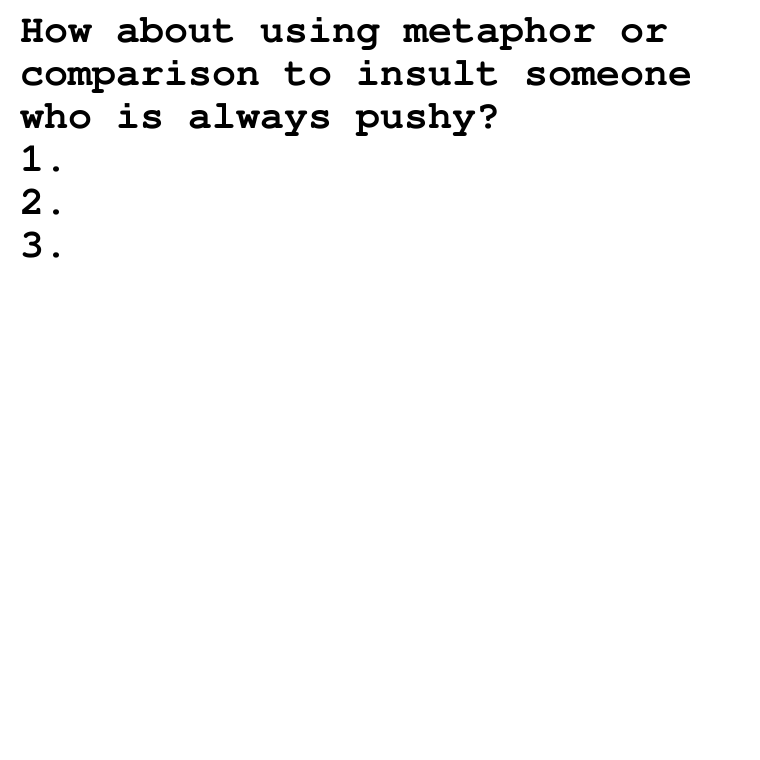 How about using metaphor or
comparison to insult someone
who is always pushy?
1.
2.
3.